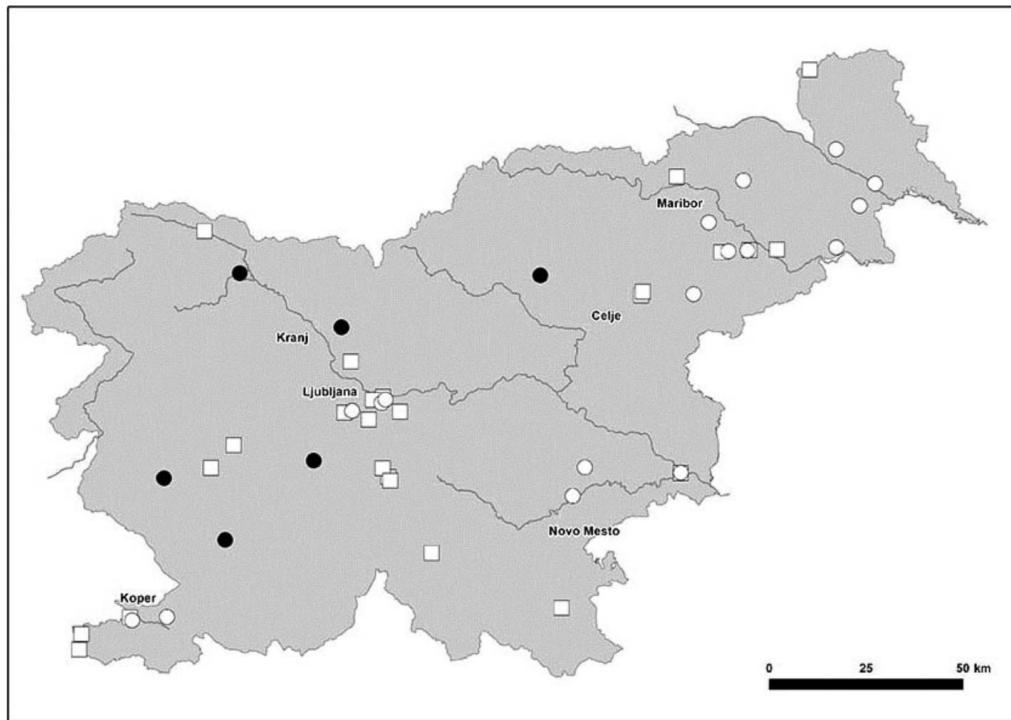 Maribor
Celje
Kranj
Ljubljana
Novo Mesto
Koper
0 25 50 km